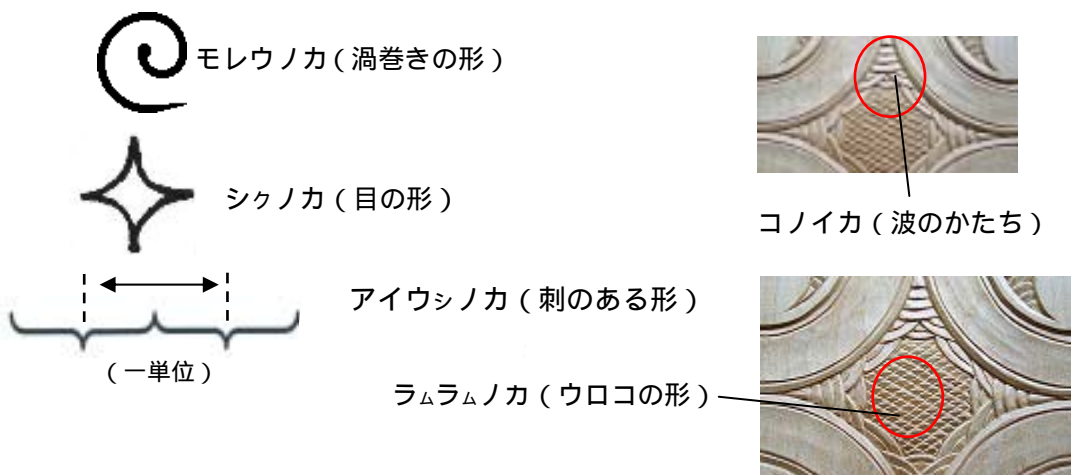 モレウノカ（渦巻きの形）
シㇰノカ（目の形）
コノイカ（波のかたち）
アイウㇱノカ（刺のある形）
（一単位）
ラㇺラㇺノカ（ウロコの形）